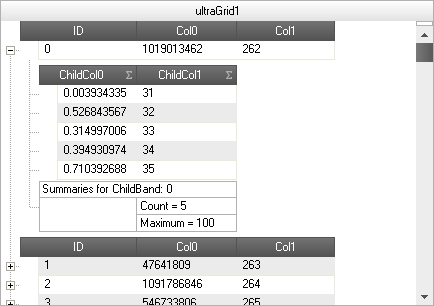 ultraGrid1
ID Col0 Col1
0 1019013462 262
ChildCol0 Σ ChildCol1 Σ
0.003934335 31
0.526843567 32
0.314997006 33
0.394930974 34
0.710392688 35
Summaries for ChildBand: 0
Count = 5
Maximum = 100
ID Col0 Col1
1 47641809 263
2 1091786846 264
3 546733806 265